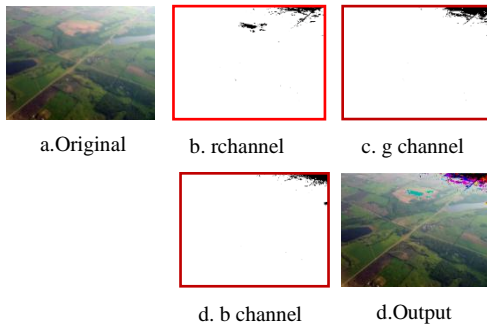 a.Original
b. rchannel
c. g channel
d. b channel
d.Output